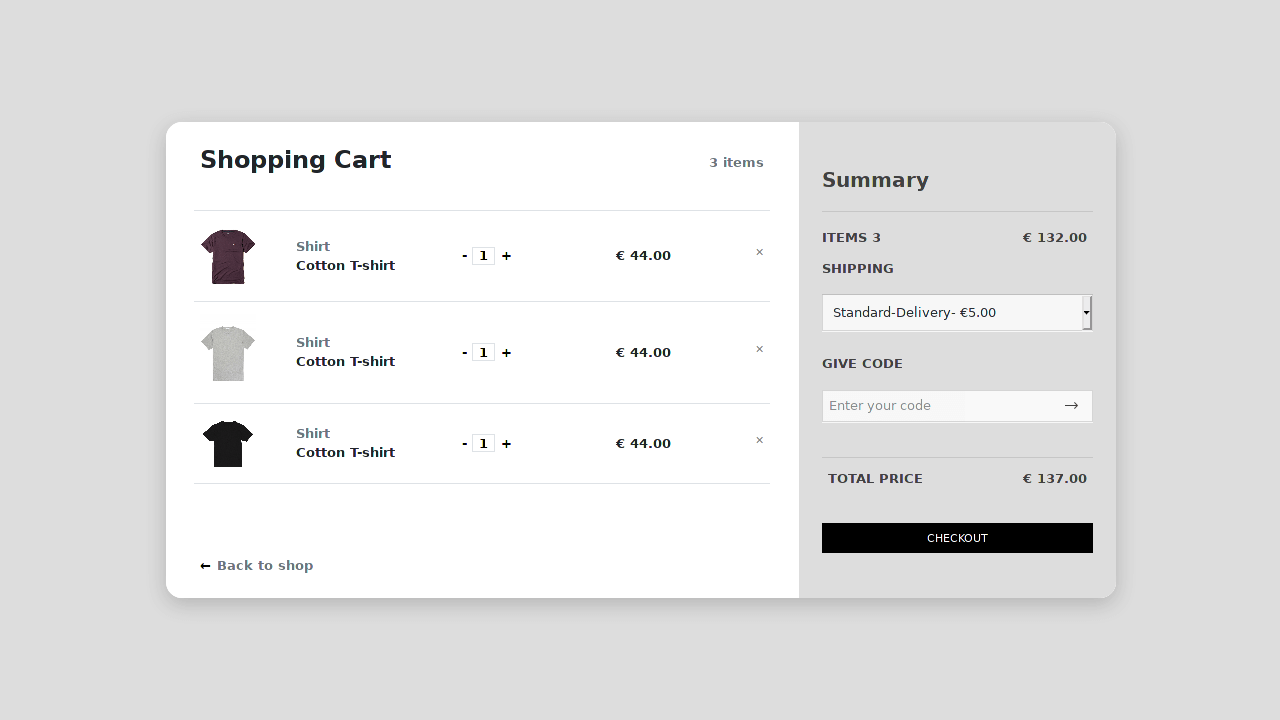 Shopping Cart
3 items
Shirt
Cotton T-shirt
- 1 +
€ 44.00
×
Shirt
Cotton T-shirt
- 1 +
€ 44.00
×
Shirt
Cotton T-shirt
- 1 +
€ 44.00
×
← Back to shop
Summary
ITEMS 3
€ 132.00
SHIPPING
Standard-Delivery- €5.00
GIVE CODE
Enter your code
→
TOTAL PRICE
€ 137.00
CHECKOUT